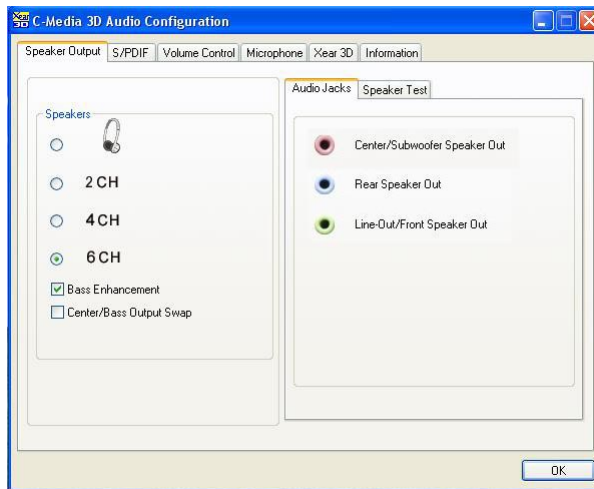 Xear 3D C-Media 3D Audio Configuration
Speaker Output S/PDIF Volume Control Microphone Xear 3D Information
Speakers
2 CH
4 CH
6 CH
Bass Enhancement
Center/Bass Output Swap
Audio Jacks Speaker Test
Center/Subwoofer Speaker Out
Rear Speaker Out
Line-Out/Front Speaker Out
OK